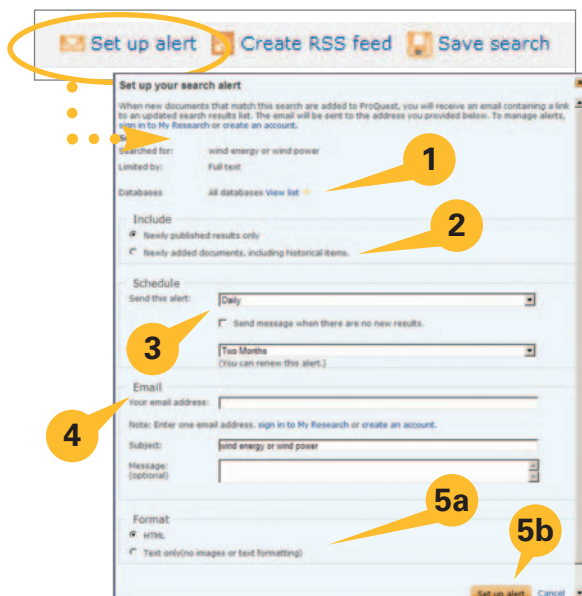 Set up alert Create RSS feed Save search
Set up your search alert
When new documents that match this search are added to ProQuest, you will receive an email containing a link
to an updated search results list. The email will be sent to the address you provided below. To manage alerts,
sign in to My Research or create an account.
Searched for: wind energy or wind power
1
Limited by: Full text
Databases All databases View list
2
Include
Newly published results only
Newly added documents, including historical items.
Schedule
Send this alert: Daily
Send message when there are no new results.
3
Two Months
(You can renew this alert.)
Email
4
Your email address:
Note: Enter one email address. sign in to My Research or create an account.
Subject: wind energy or wind power
Message:
(optional)
5a
Format
HTML
5b
Text only(no images or text formatting)
Set up alert Cancel